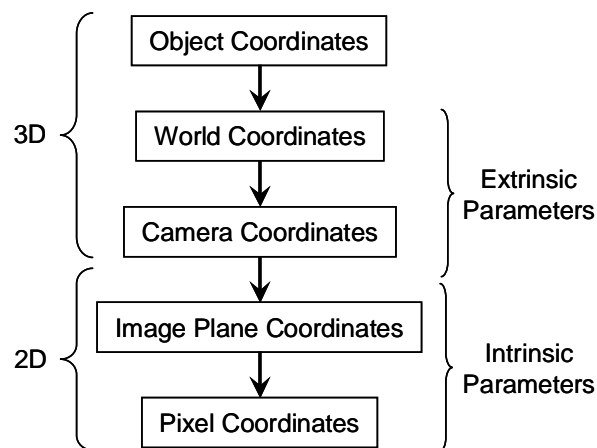 Object Coordinates
3D
World Coordinates
Extrinsic
Parameters
Camera Coordinates
Image Plane Coordinates
2D
Intrinsic
Parameters
Pixel Coordinates